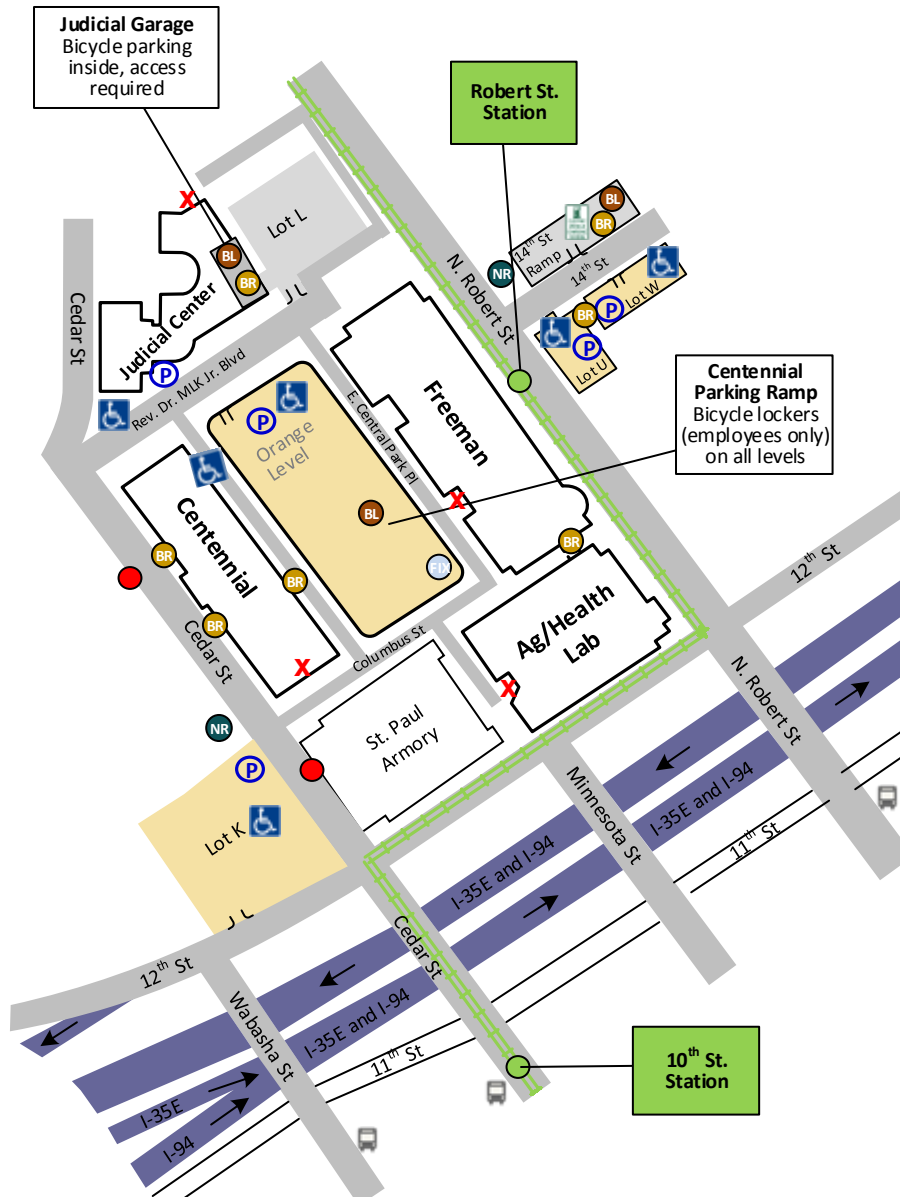 Judicial Garage
Bicycle parking
inside, access
required
Robert St.
Station
X
Lot L
BL
BR
14th St
Ramp
14th St
BL
BR
NR
N. Robert St
BR
P
Lot W
P
Lot U
Cedar St
Judicial Center
BL
BR
P
Rev. Dr. MLK Jr. Blvd
E. Central Park Pl
Freeman
Centennial
Parking Ramp
Bicycle lockers
(employees only)
on all levels
P
Orange
Level
BL
X
FIX
BR
Centennial
BR
BR
BR
X
Cedar St
Columbus St
Ag/Health
Lab
X
12th St
N. Robert St
NR
St. Paul
Armory
P
Lot K
Minnesota St
I-35E and I-94
11th St
I-35E and I-94
Cedar St
12th St
Wabasha St
I-35E and I-94
11th St
I-35E
I-94
10th St.
Station